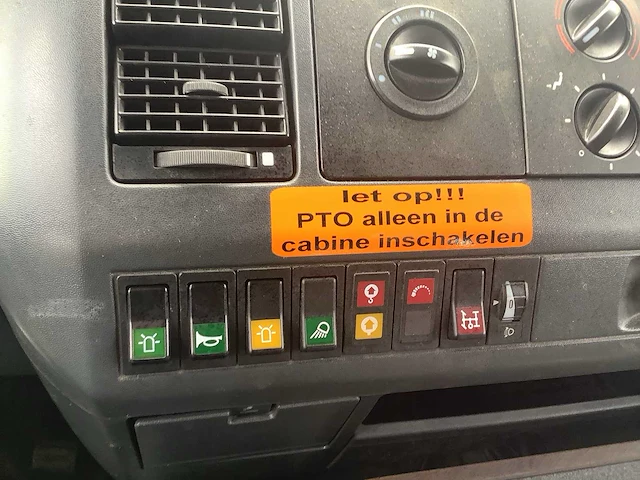 let op!!!
PTO alleen in de
cabine inschakelen